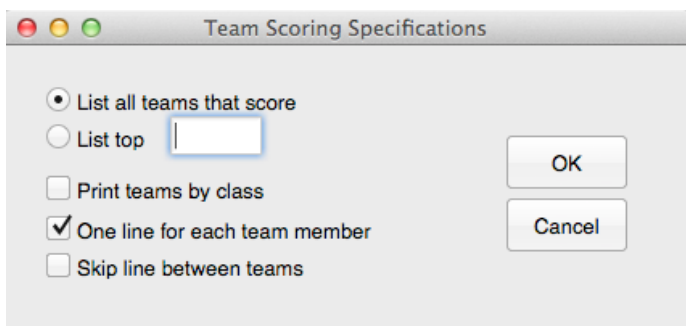 Team Scoring Specifications
List all teams that score
List top
Print teams by class
One line for each team member
Skip line between teams
OK
Cancel